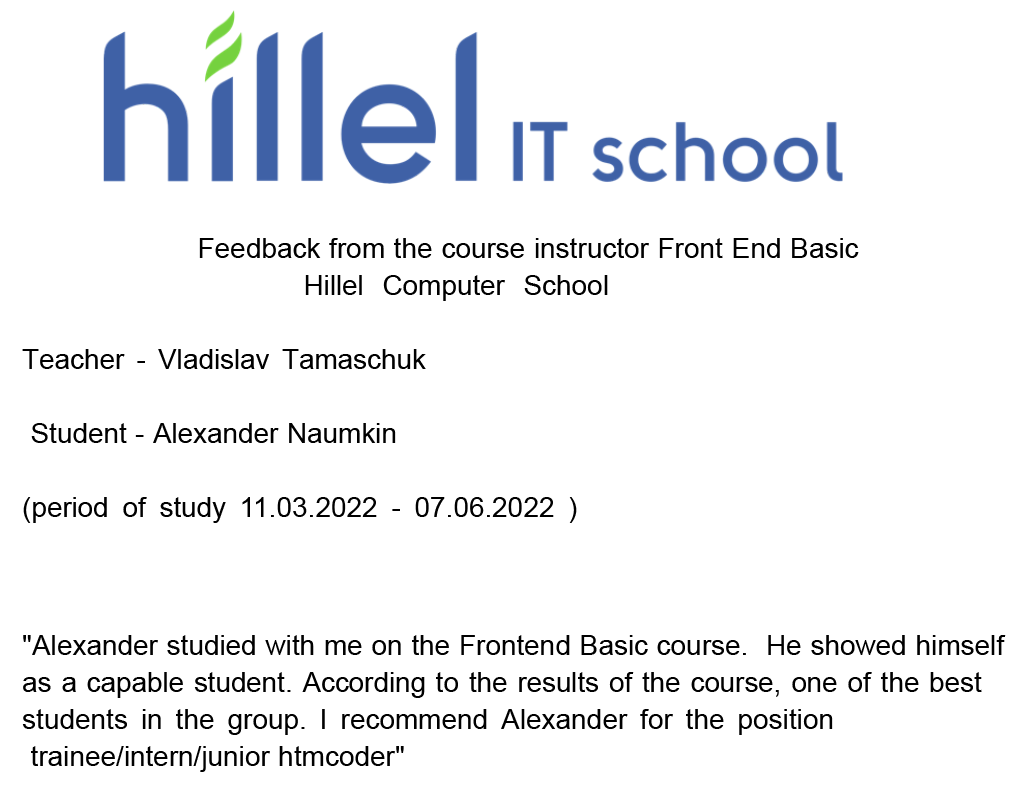 hillel IT school
Feedback from the course instructor Front End Basic
Hillel Computer School
Teacher - Vladislav Tamaschuk
Student - Alexander Naumkin
(period of study 11.03.2022 - 07.06.2022 )
"Alexander studied with me on the Frontend Basic course. He showed himself
as a capable student. According to the results of the course, one of the best
students in the group. I recommend Alexander for the position
trainee/intern/junior htmcoder"